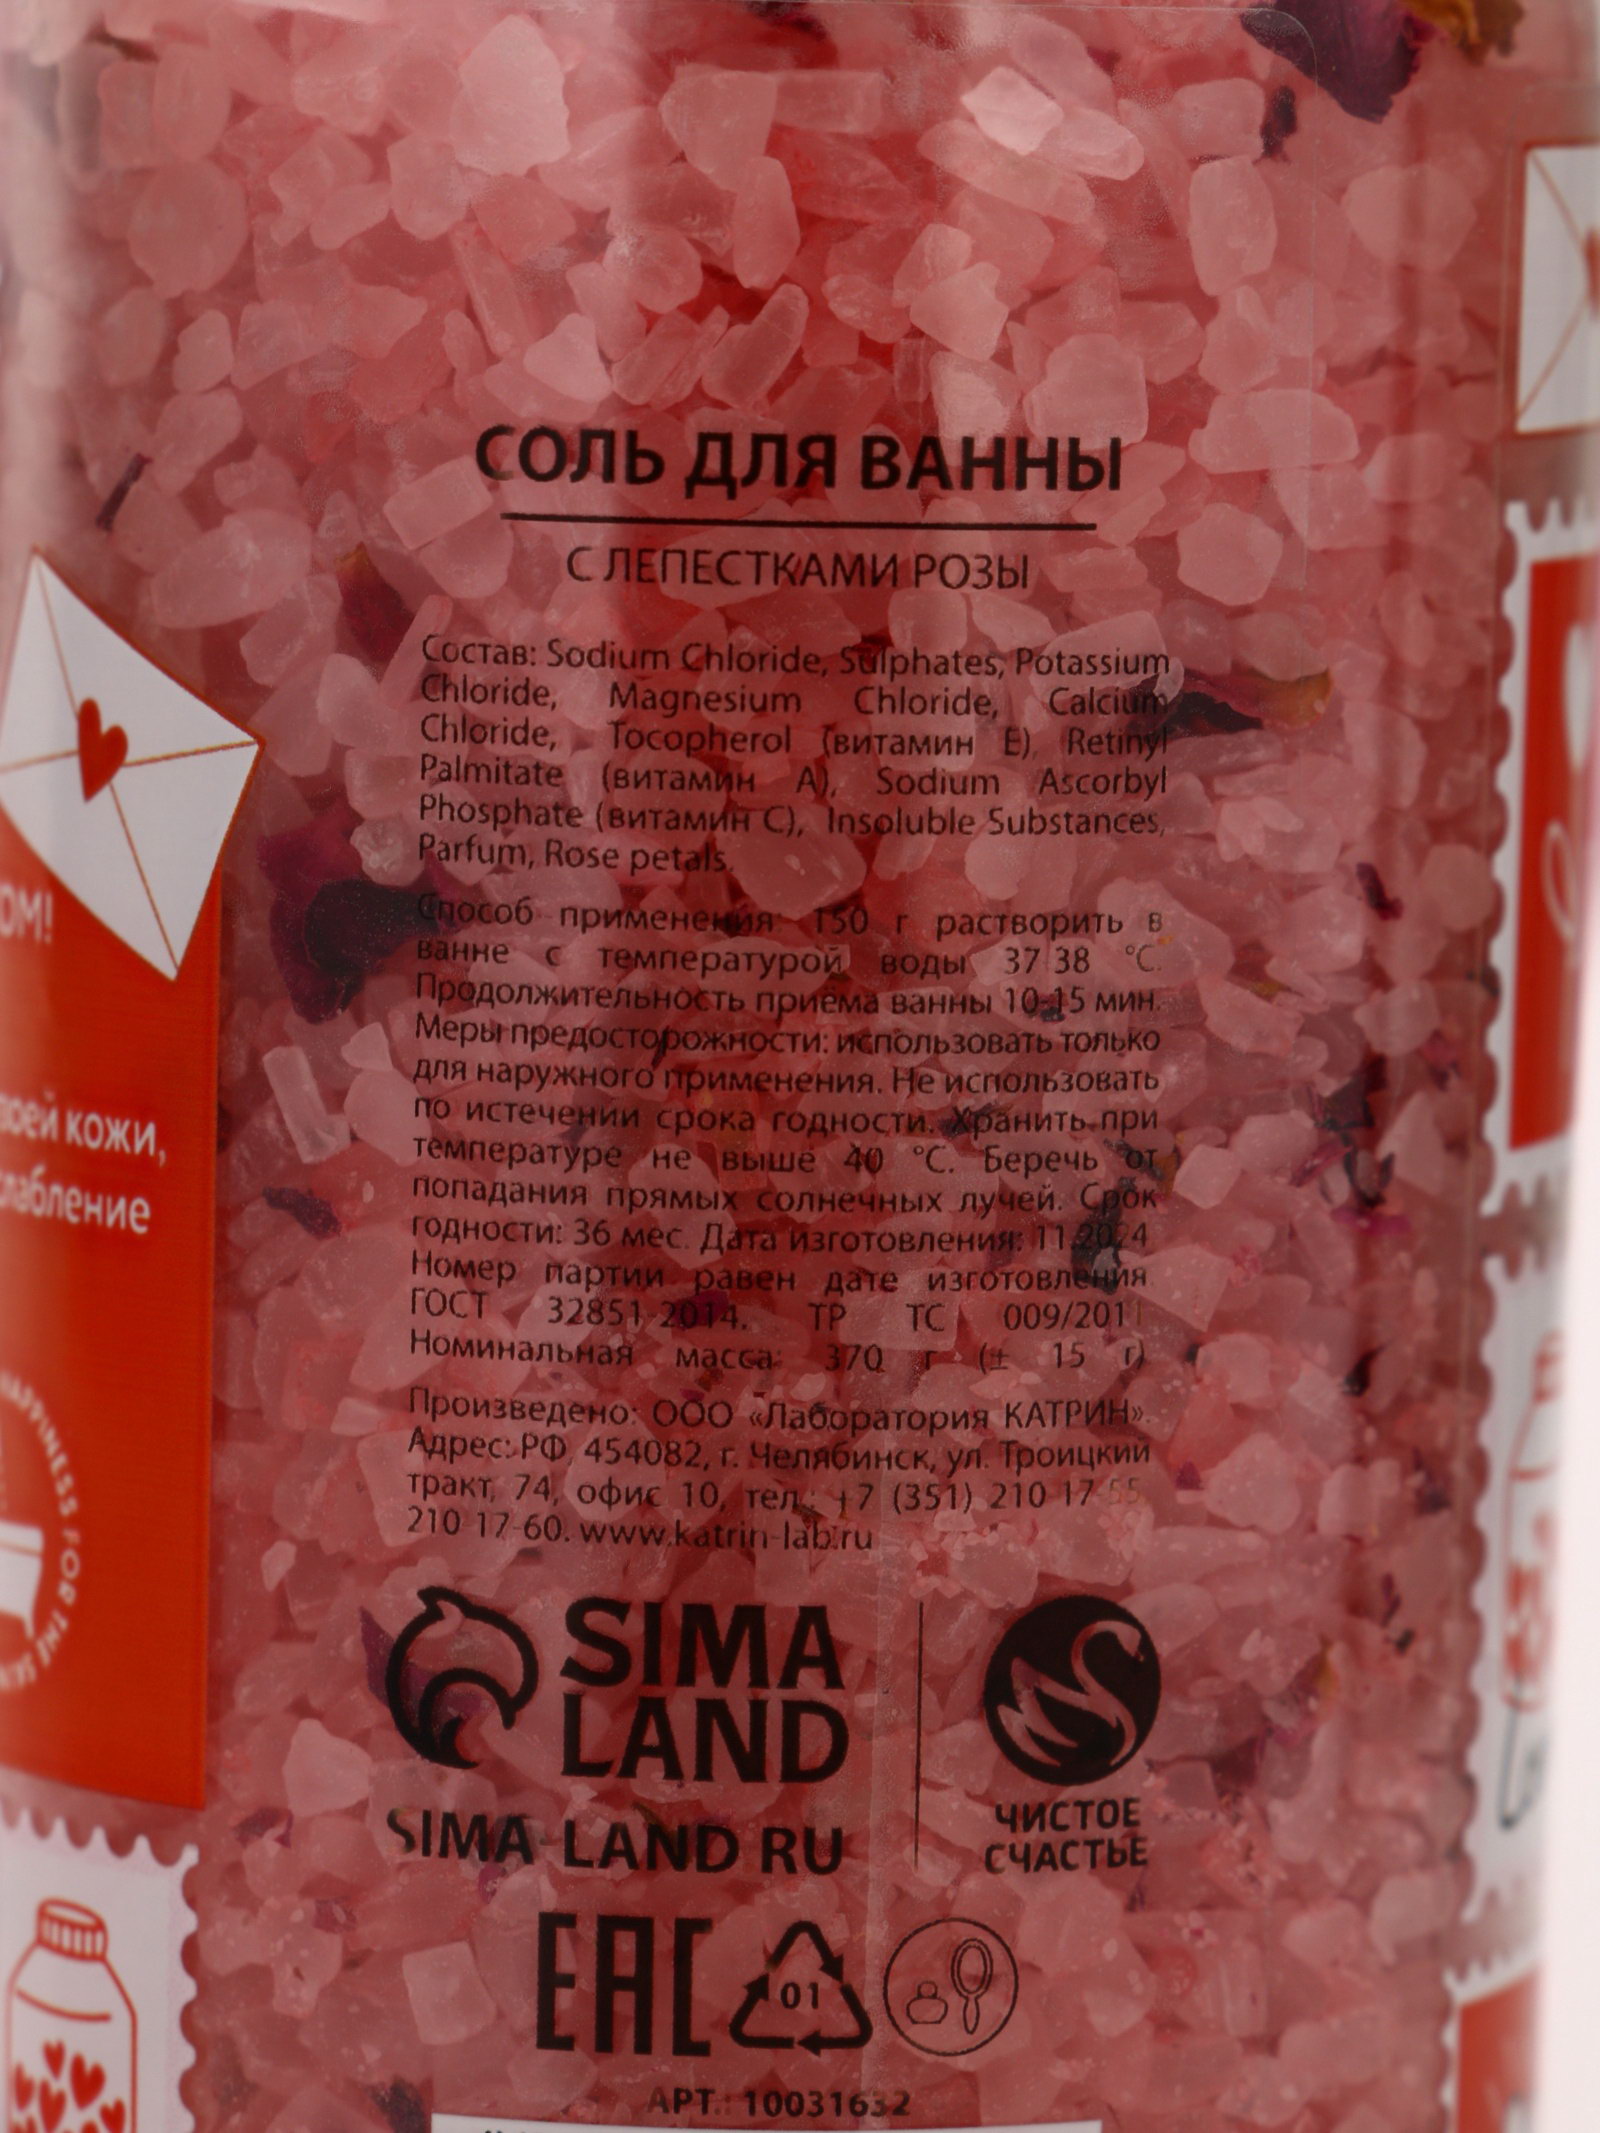 СОЛЬ ДЛЯ ВАННЫ
С ЛЕПЕСТКАМИ РОЗЫ
Состав: Sodium Chloride, Sulphates, Potassium
Chloride, Magnesium Chloride, Calcium
Chloride, Tocopherol (витамин Е), Retinyl
Palmitate (витамин А), Sodium Ascorbyl
Phosphate (витамин С), Insoluble Substances,
Parfum, Rose petals.
Способ применения: 150 г растворить в
ванне с температурой воды 37-38 °С.
Продолжительность приёма ванны 10-15 мин.
Меры предосторожности: использовать только
для наружного применения. Не использовать
по истечении срока годности. Хранить при
температуре не выше 40 °С. Беречь от
попадания прямых солнечных лучей. Срок
годности: 36 мес. Дата изготовления: 11.2024
Номер партии равен дате изготовления
ГОСТ 32851-2014. ТР ТС 009/2011
Номинальная масса: 370 г (± 15 г)
Произведено: ООО «Лаборатория КАТРИН».
Адрес: РФ, 454082, г. Челябинск, ул. Троицкий
тракт, 74, офис 10, тел.: +7 (351) 210-17-55,
210-17-60. www.katrin-lab.ru
SIMA
LAND
SIMA-LAND.RU
ЧИСТОЕ
СЧАСТЬЕ
EAC
01
АРТ.: 10031632
ОМ!
кожи,
HAPPINESS FOR THE SKIN